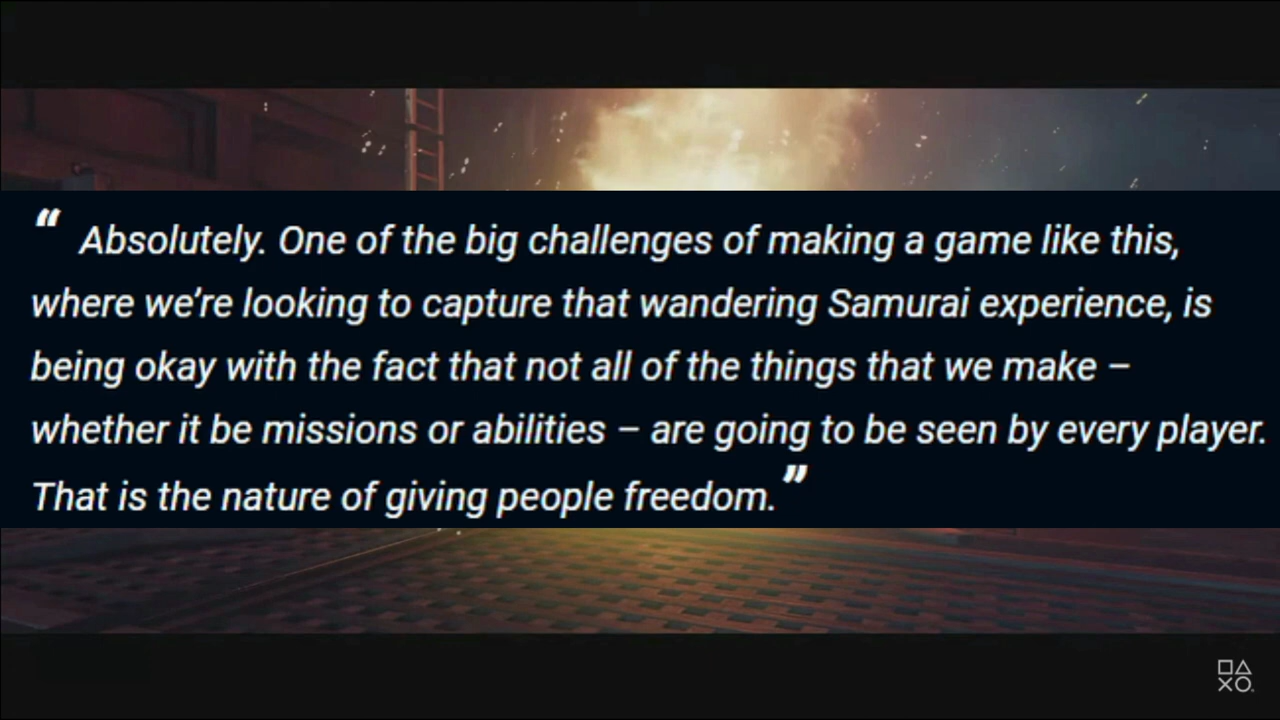 “ Absolutely. One of the big challenges of making a game like this,
where we’re looking to capture that wandering Samurai experience, is
being okay with the fact that not all of the things that we make –
whether it be missions or abilities – are going to be seen by every player.
That is the nature of giving people freedom.”